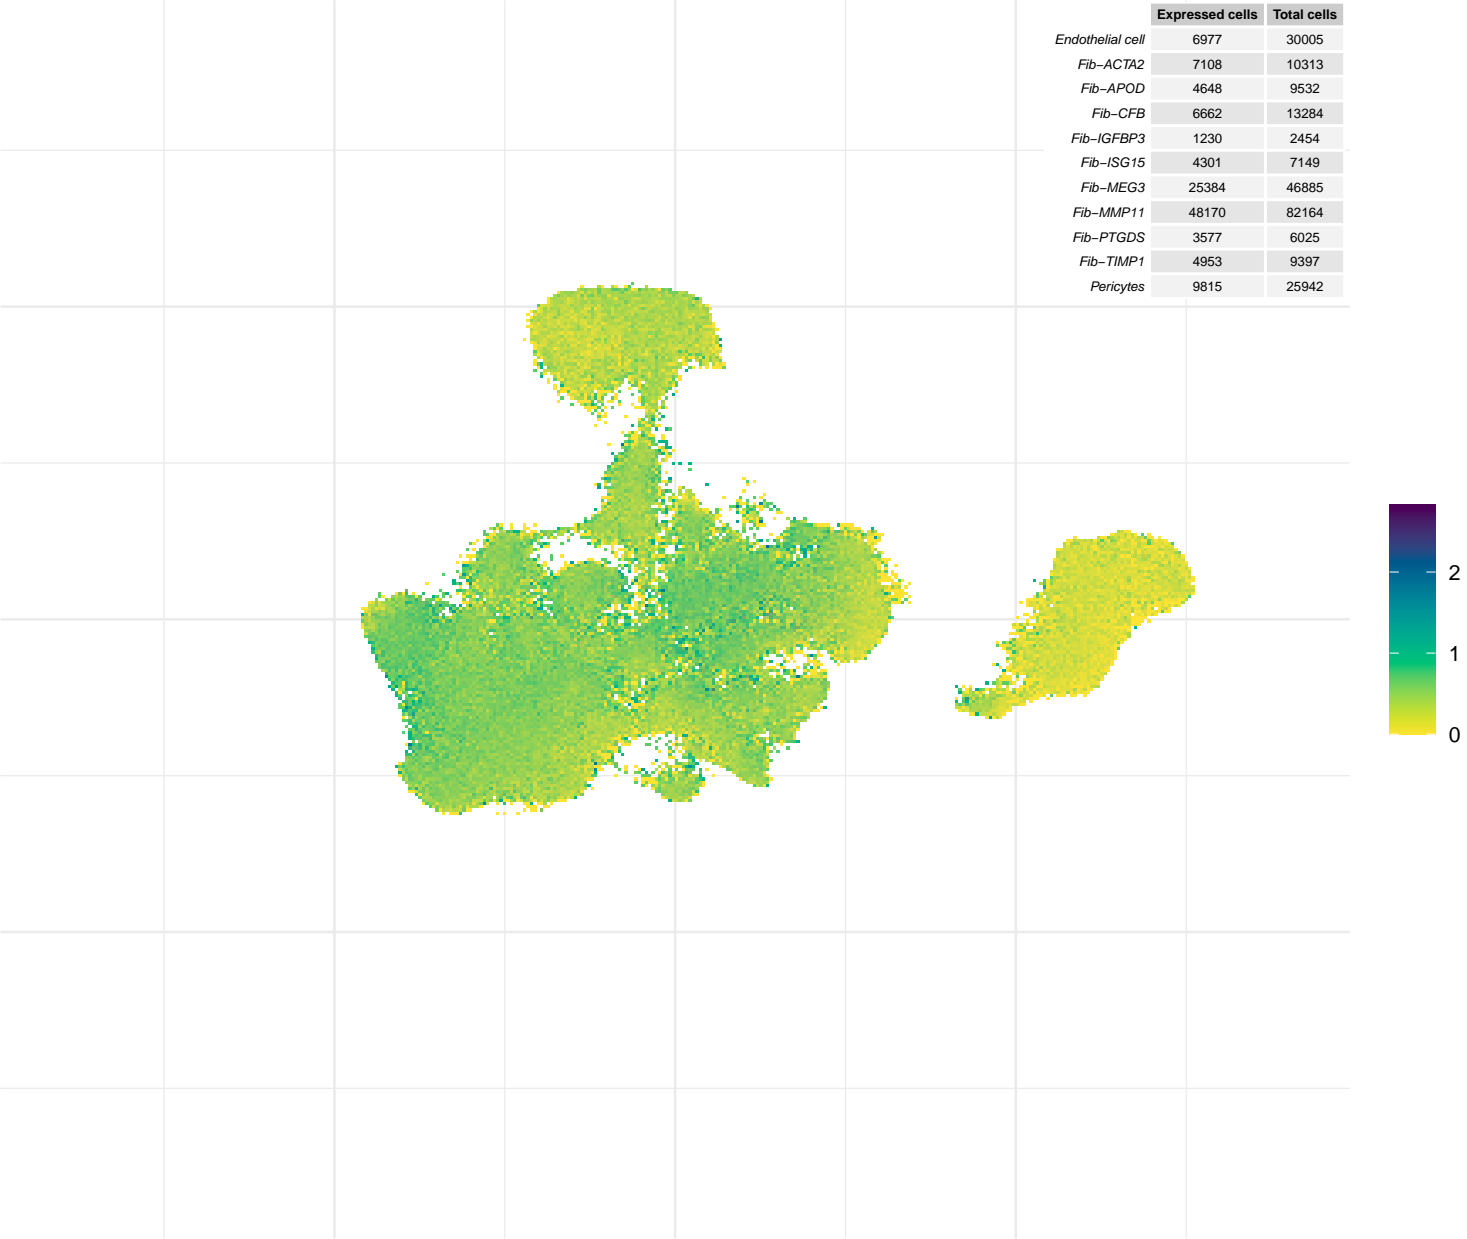 Expressed cells Total cells
Endothelial cell 6977 30005
Fib−ACTA2 7108 10313
Fib−APOD 4648 9532
Fib−CFB 6662 13284
Fib−IGFBP3 1230 2454
Fib−ISG15 4301 7149
Fib−MEG3 25384 46885
Fib−MMP11 48170 82164
Fib−PTGDS 3577 6025
Fib−TIMP1 4953 9397
Pericytes 9815 25942
2
1
0